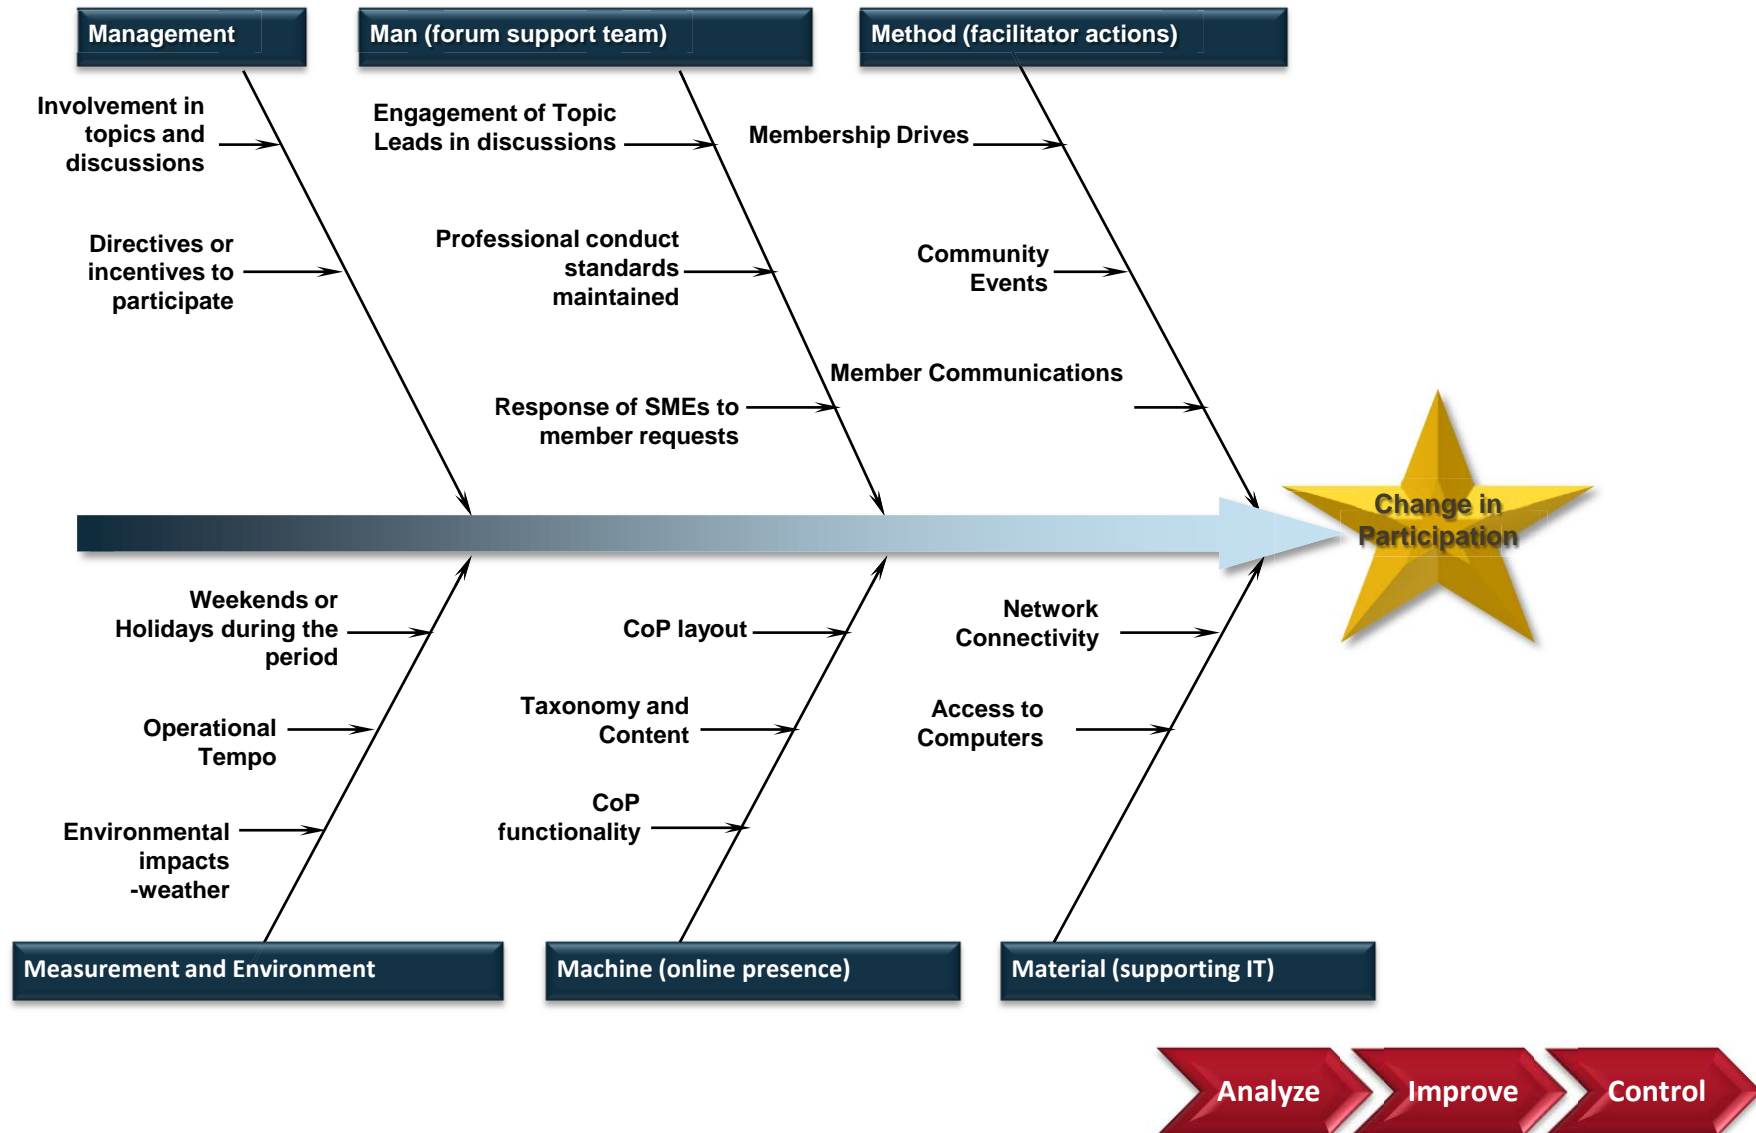 Management
Man (forum support team)
Method (facilitator actions)
Involvement in
topics and
discussions
Directives or
incentives to
participate
Engagement of Topic
Leads in discussions
Professional conduct
standards
maintained
Response of SMEs to
member requests
Membership Drives
Community
Events
Member Communications
Change in
Participation
Weekends or
Holidays during the
period
Operational
Tempo
Environmental
impacts
-weather
CoP layout
Taxonomy and
Content
CoP
functionality
Network
Connectivity
Access to
Computers
Measurement and Environment
Machine (online presence)
Material (supporting IT)
Analyze
Improve
Control